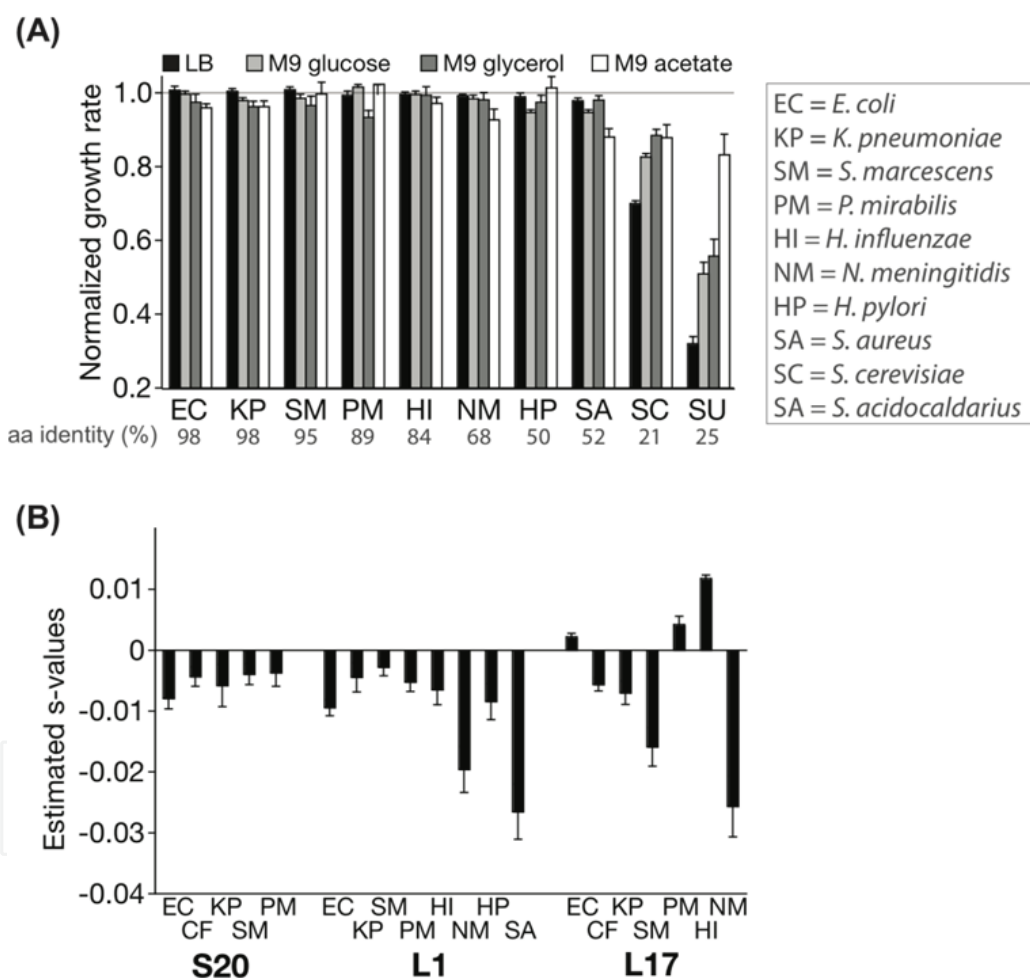 (A)
LB M9 glucose M9 glycerol M9 acetate
Normalized growth rate
1.0
0.8
0.6
0.4
0.2
EC KP SM PM HI NM HP SA SC SU
aa identity (%) 98 98 95 89 84 68 50 52 21 25
EC = E. coli
KP = K. pneumoniae
SM = S. marcescens
PM = P. mirabilis
HI = H. influenzae
NM = N. meningitidis
HP = H. pylori
SA = S. aureus
SC = S. cerevisiae
SA = S. acidocaldarius
(B)
Estimated s-values
0.01
0
-0.01
-0.02
-0.03
-0.04
EC KP PM EC SM HI HP EC KP PM NM
CF SM KP PM NM SA CF SM HI
S20 L1 L17